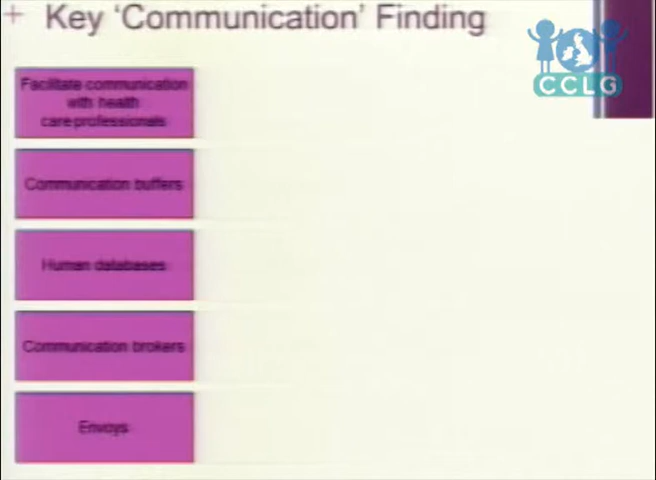 + Key ‘Communication’ Finding
CCLG
Facilitate communication
with health
care professionals
Communication buffers
Human databases
Communication brokers
Envoys